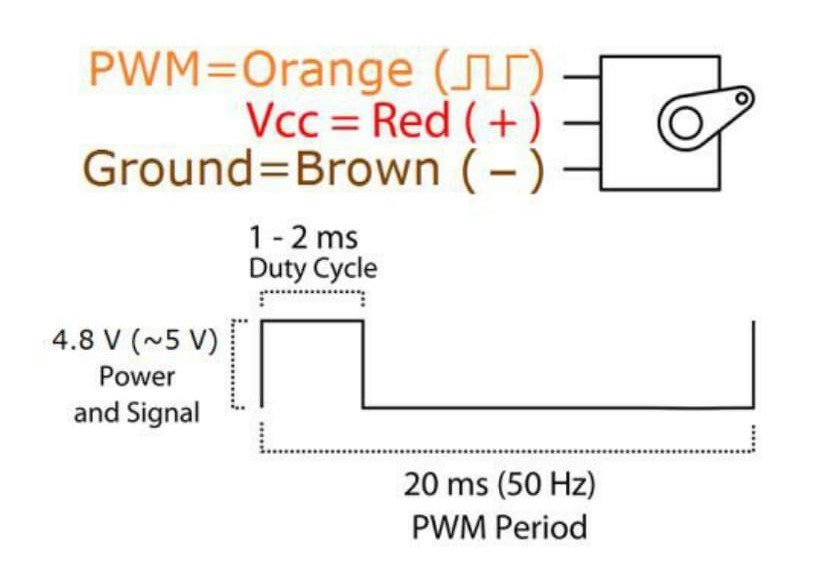 PWM=Orange (⎍⎍)
Vcc = Red ( + )
Ground=Brown ( − )
1 - 2 ms
Duty Cycle
4.8 V (~5 V)
Power
and Signal
20 ms (50 Hz)
PWM Period